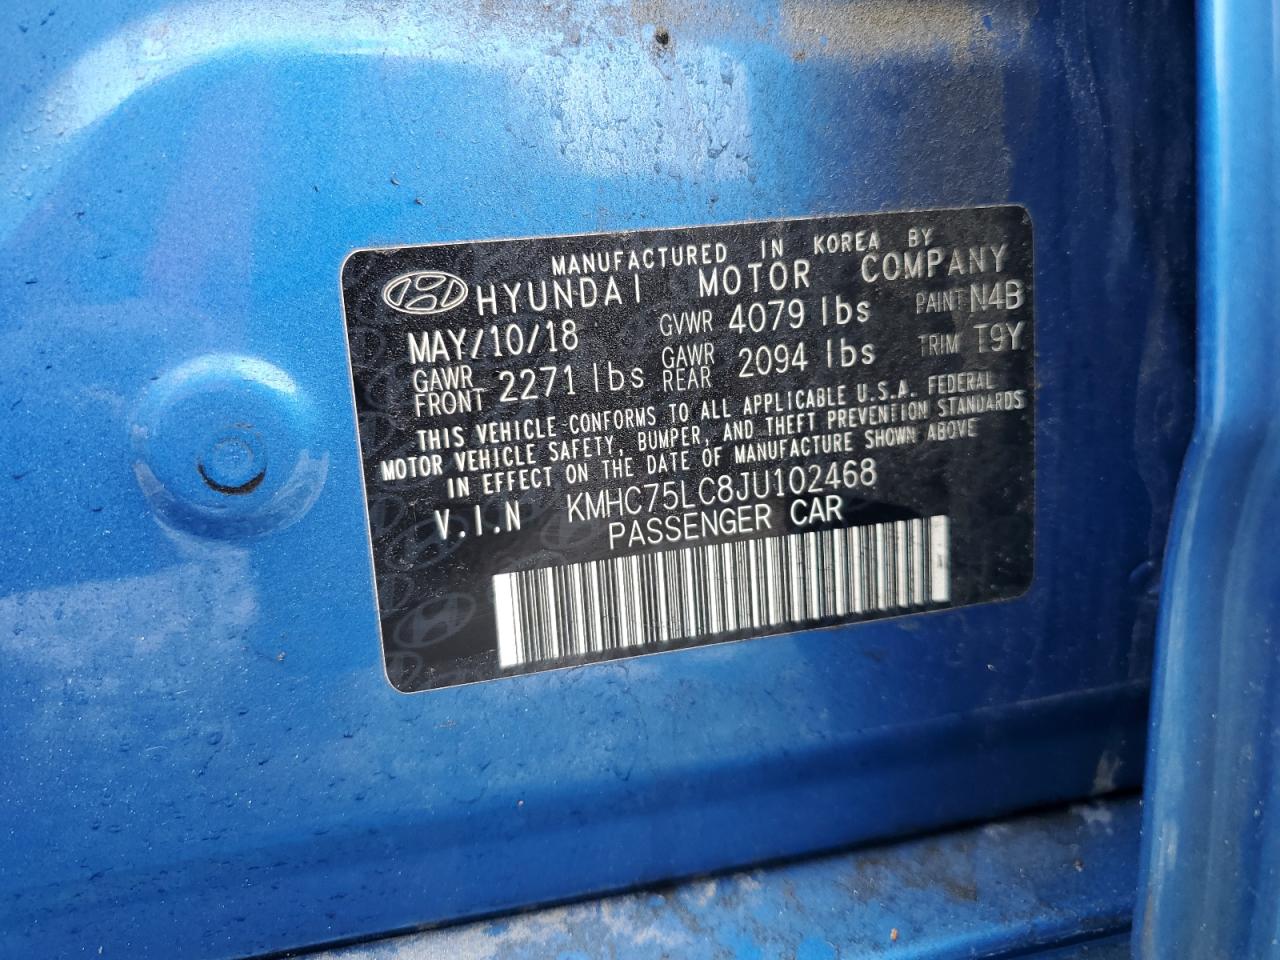 MANUFACTURED IN KOREA BY
HYUNDAI MOTOR COMPANY
MAY/10/18 GVWR 4079 lbs PAINT N4B
GAWR FRONT 2271 lbs GAWR REAR 2094 lbs TRIM T9Y
THIS VEHICLE CONFORMS TO ALL APPLICABLE U.S.A. FEDERAL
MOTOR VEHICLE SAFETY, BUMPER, AND THEFT PREVENTION STANDARDS
IN EFFECT ON THE DATE OF MANUFACTURE SHOWN ABOVE
V.I.N KMHC75LC8JU102468
PASSENGER CAR